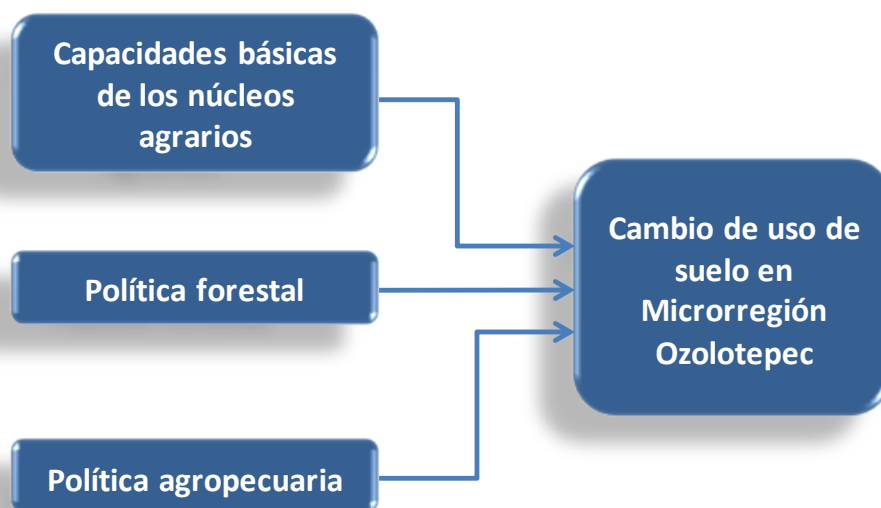 Capacidades básicas
de los núcleos
agrarios
Política forestal
Política agropecuaria
Cambio de uso de
suelo en
Microrregión
Ozolotepec